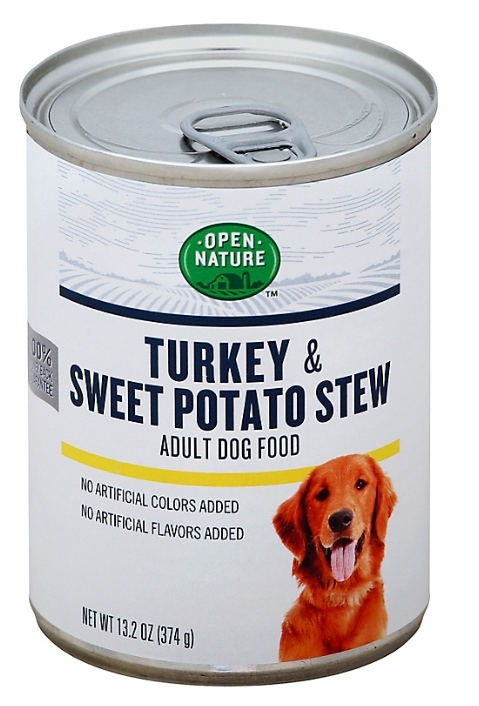 ·OPEN·
NATURE
™
TURKEY &
SWEET POTATO STEW
ADULT DOG FOOD
NO ARTIFICIAL COLORS ADDED
NO ARTIFICIAL FLAVORS ADDED
NET WT 13.2 OZ (374 g)
00%